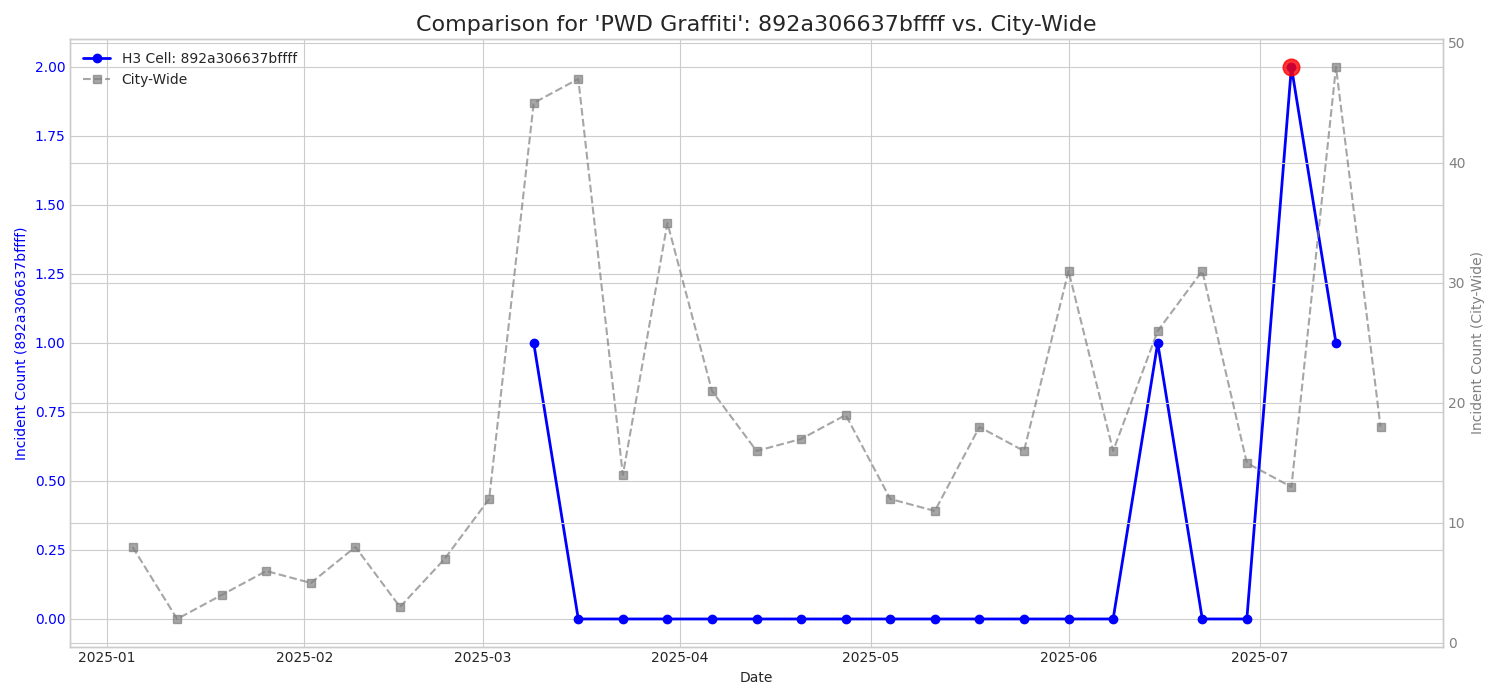 Comparison for 'PWD Graffiti': 892a306637bffff vs. City-Wide
H3 Cell: 892a306637bffff
City-Wide
Incident Count (892a306637bffff)
2.00
1.75
1.50
1.25
1.00
0.75
0.50
0.25
0.00
50
40
30
20
10
0
Incident Count (City-Wide)
2025-01 2025-02 2025-03 2025-04 2025-05 2025-06 2025-07
Date